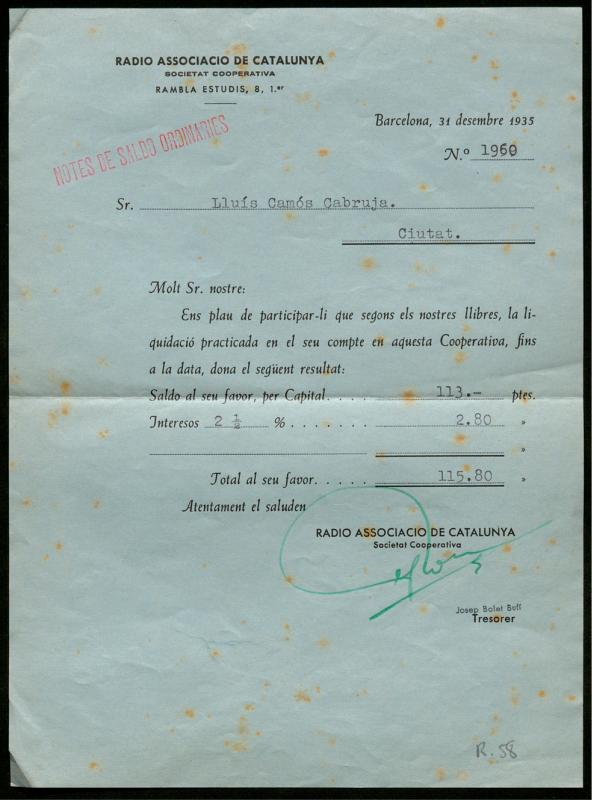 RADIO ASSOCIACIO DE CATALUNYA
SOCIETAT COOPERATIVA
RAMBLA ESTUDIS, 8, 1.er
NOTES DE SALDO ORDINARIES
Barcelona, 31 desembre 1935
N.º 1960
Sr. Lluís Camós Cabruja.
Ciutat.
Molt Sr. nostre:
Ens plau de participar-li que segons els nostres llibres, la li-
quidació practicada en el seu compte en aquesta Cooperativa, fins
a la data, dona el següent resultat:
Saldo al seu favor, per Capital. . . . . 113.- ptes.
Interesos 2 ½ % . . . . . . . 2.80 »
»
Total al seu favor. . . . . . 115.80 »
Atentament el saluden
RADIO ASSOCIACIO DE CATALUNYA
Societat Cooperativa
Josep Bolet Buff
Tresorer
R. 58